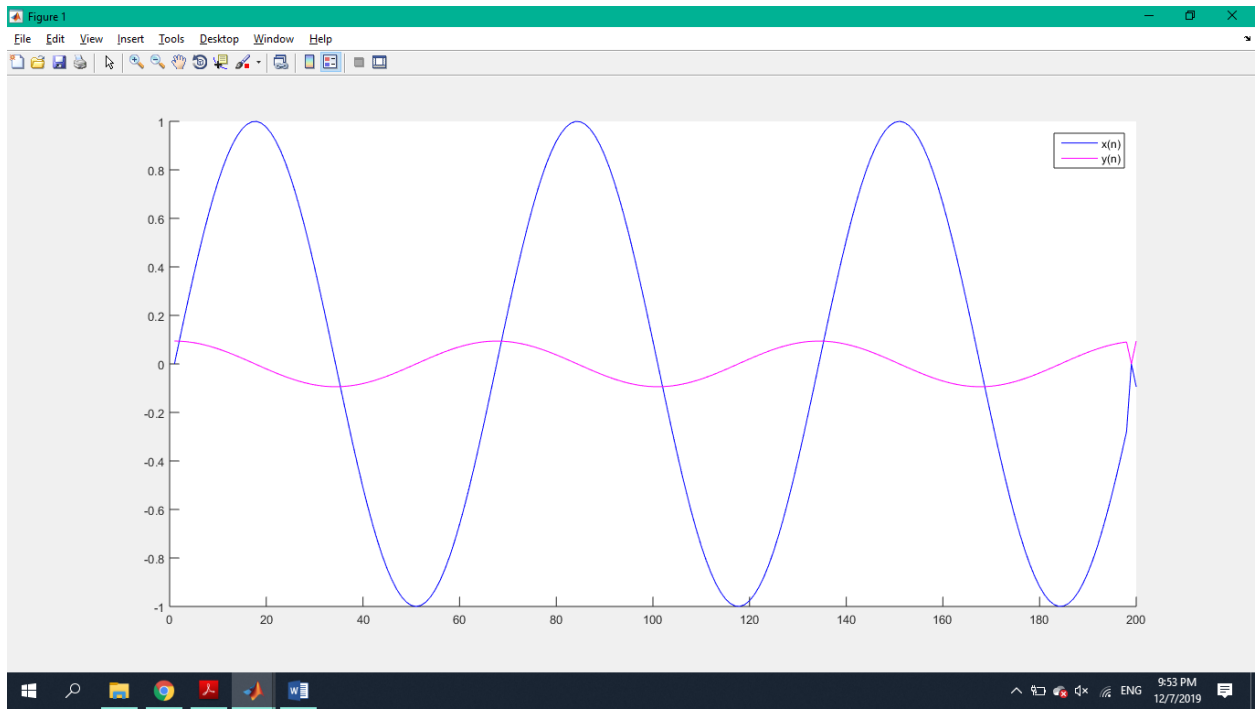 Figure 1
File Edit View Insert Tools Desktop Window Help
x(n)
y(n)
1
0.8
0.6
0.4
0.2
0
-0.2
-0.4
-0.6
-0.8
-1
0 20 40 60 80 100 120 140 160 180 200
ENG
9:53 PM
12/7/2019